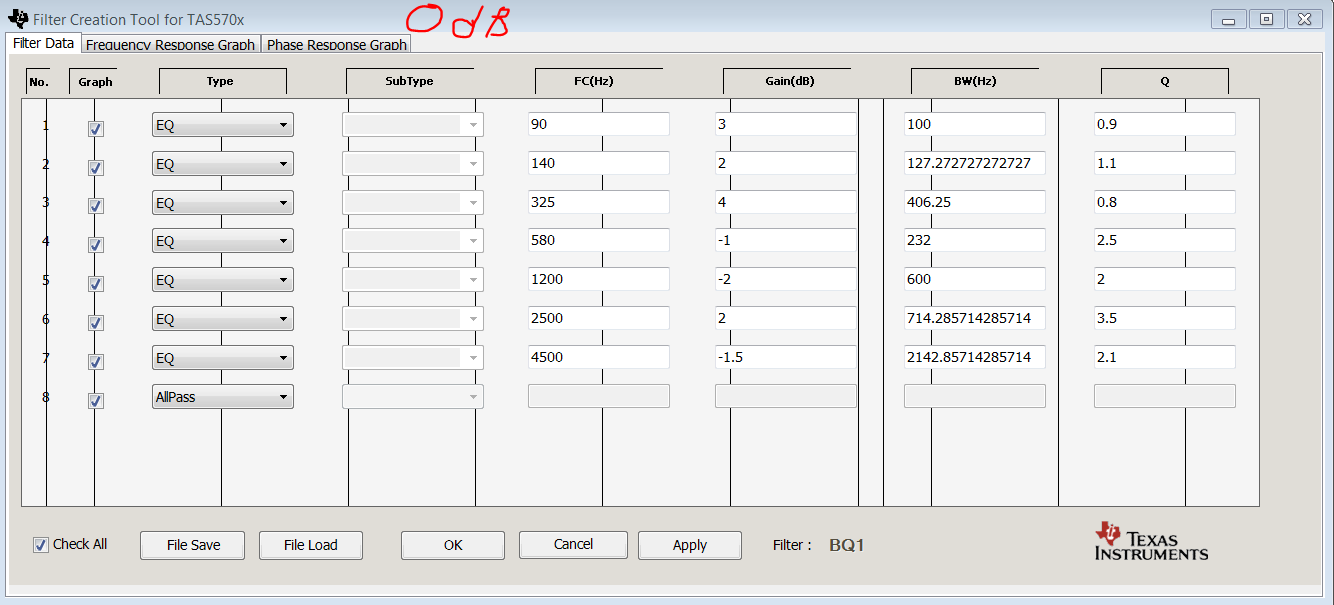 Filter Creation Tool for TAS570x
0 dB
Filter Data Frequency Response Graph Phase Response Graph
No. Graph Type SubType FC(Hz) Gain(dB) BW(Hz) Q
1 EQ 90 3 100 0.9
2 EQ 140 2 127.272727272727 1.1
3 EQ 325 4 406.25 0.8
4 EQ 580 -1 232 2.5
5 EQ 1200 -2 600 2
6 EQ 2500 2 714.285714285714 3.5
7 EQ 4500 -1.5 2142.85714285714 2.1
8 AllPass
Check All File Save File Load OK Cancel Apply Filter : BQ1
TEXAS
INSTRUMENTS